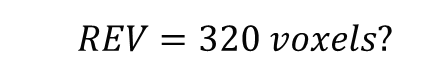 REV = 320 voxels?